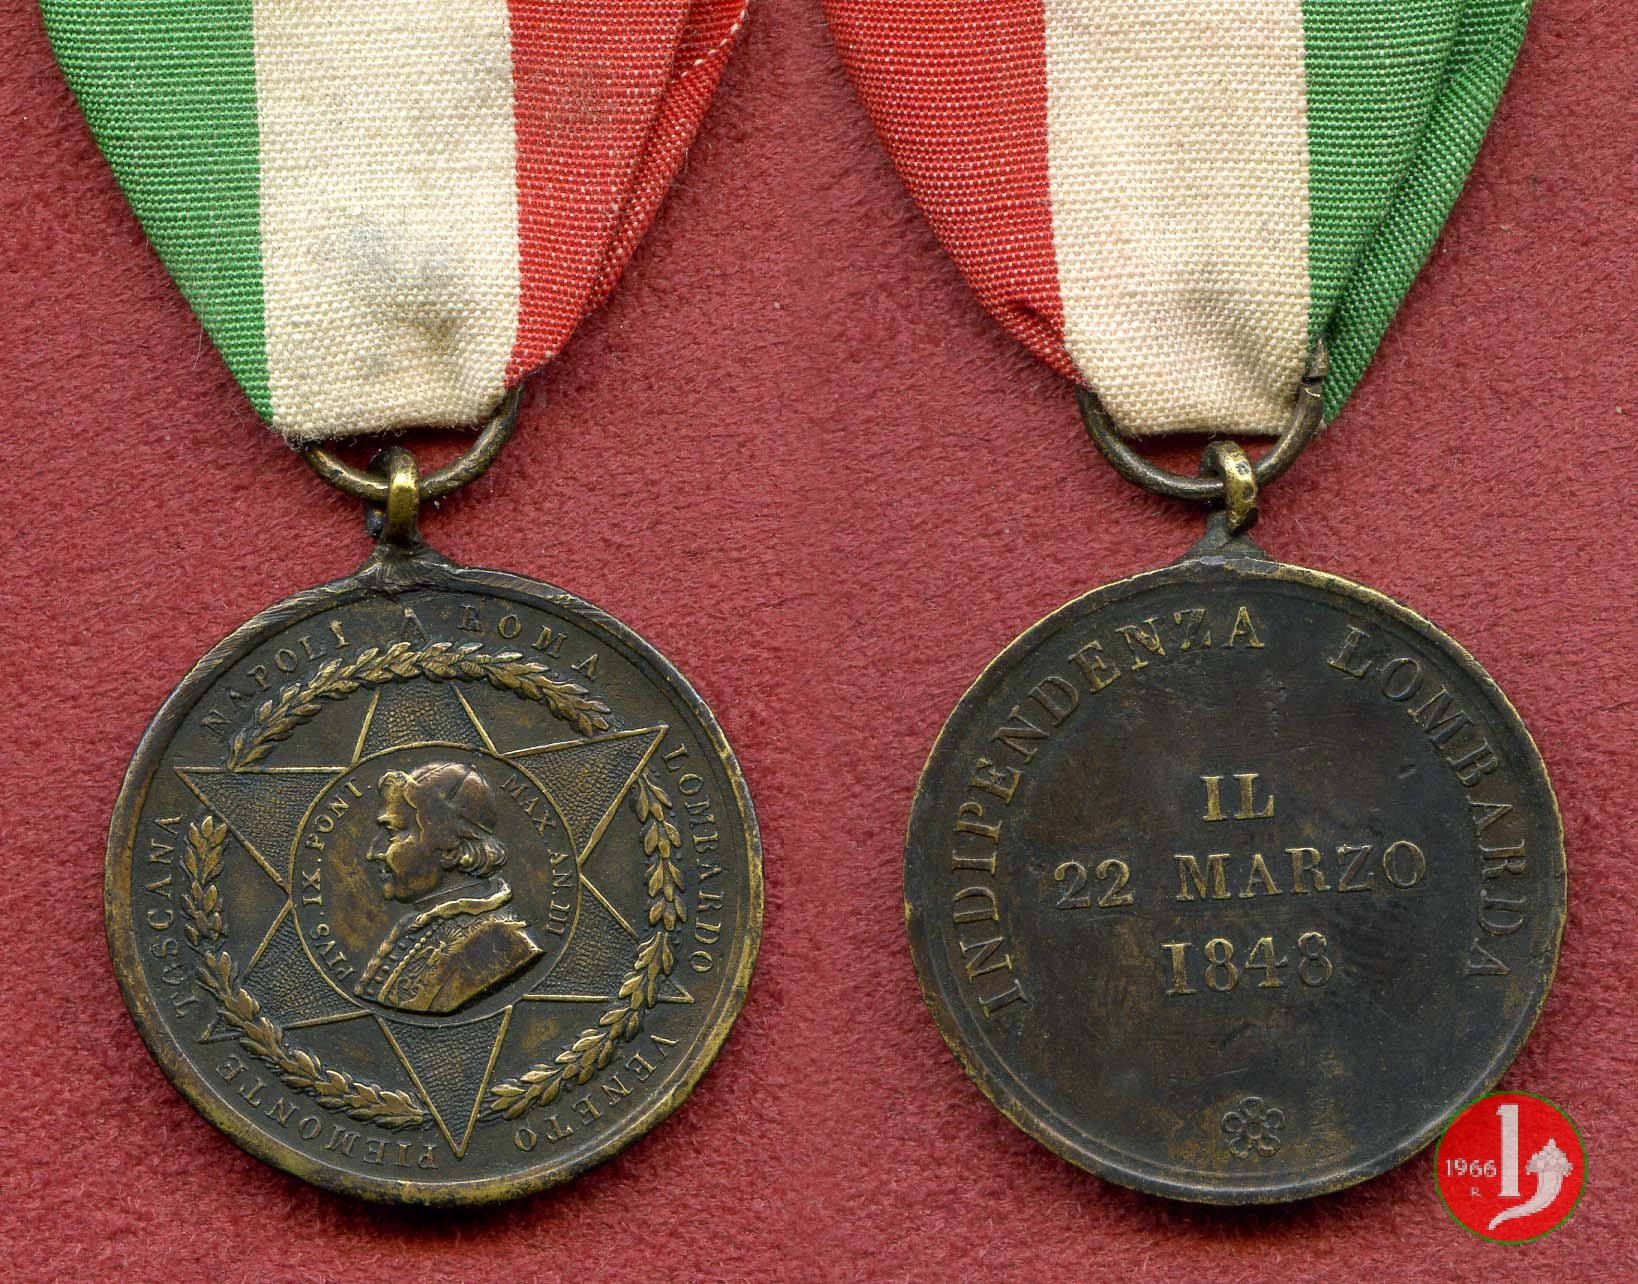 NAPOLI ROMA LOMBARDO VENETO PIEMONTE TOSCANA
PIVS. IX. PONT. MAX. AN. III
INDIPENDENZA LOMBARDA
IL
22 MARZO
1848
1966
R.